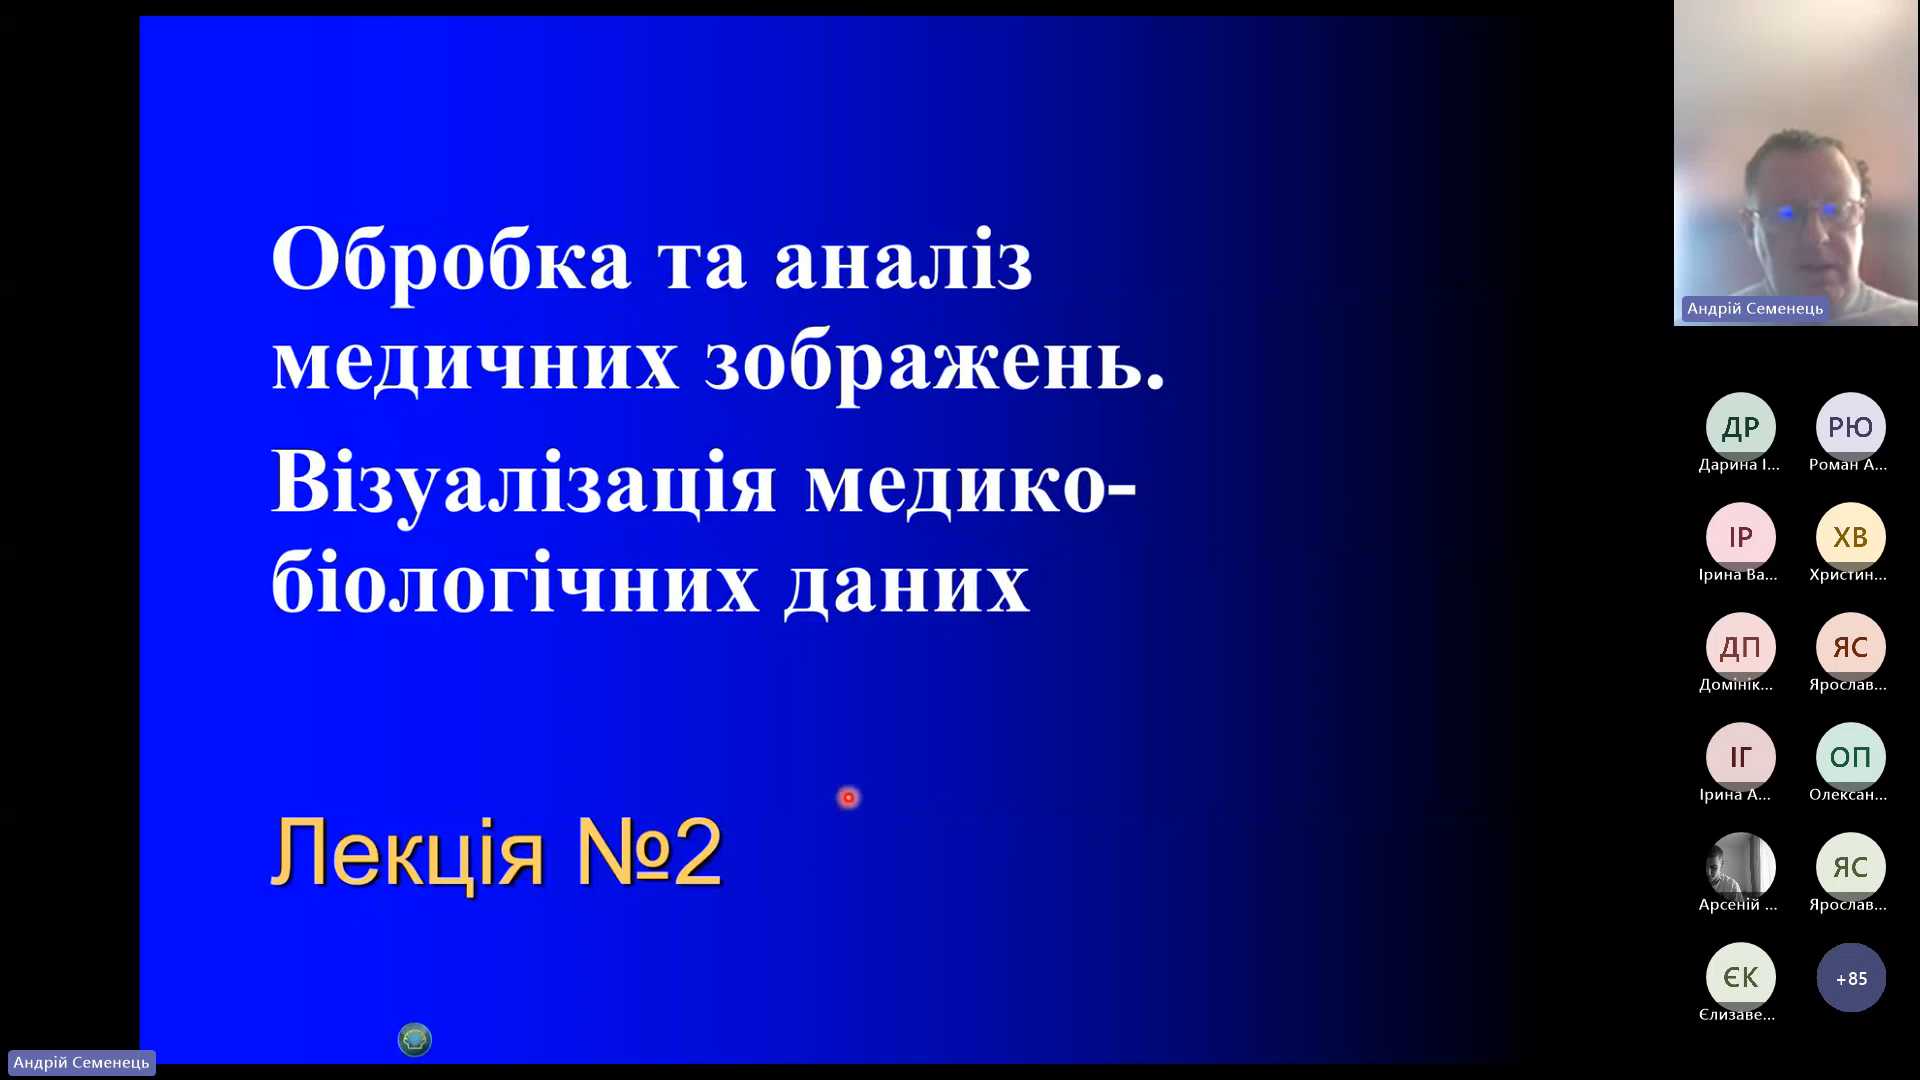 Обробка та аналіз
медичних зображень.
Візуалізація медико-
біологічних даних
Лекція №2
Андрій Семенець
Андрій Семенець
ДР
Дарина І...
РЮ
Роман А...
ІР
Ірина Ва...
ХВ
Христин...
ДП
Домінік...
ЯС
Ярослав...
ІГ
Ірина А...
ОП
Олексан...
Арсеній ...
ЯС
Ярослав...
ЄК
Єлизаве...
+85